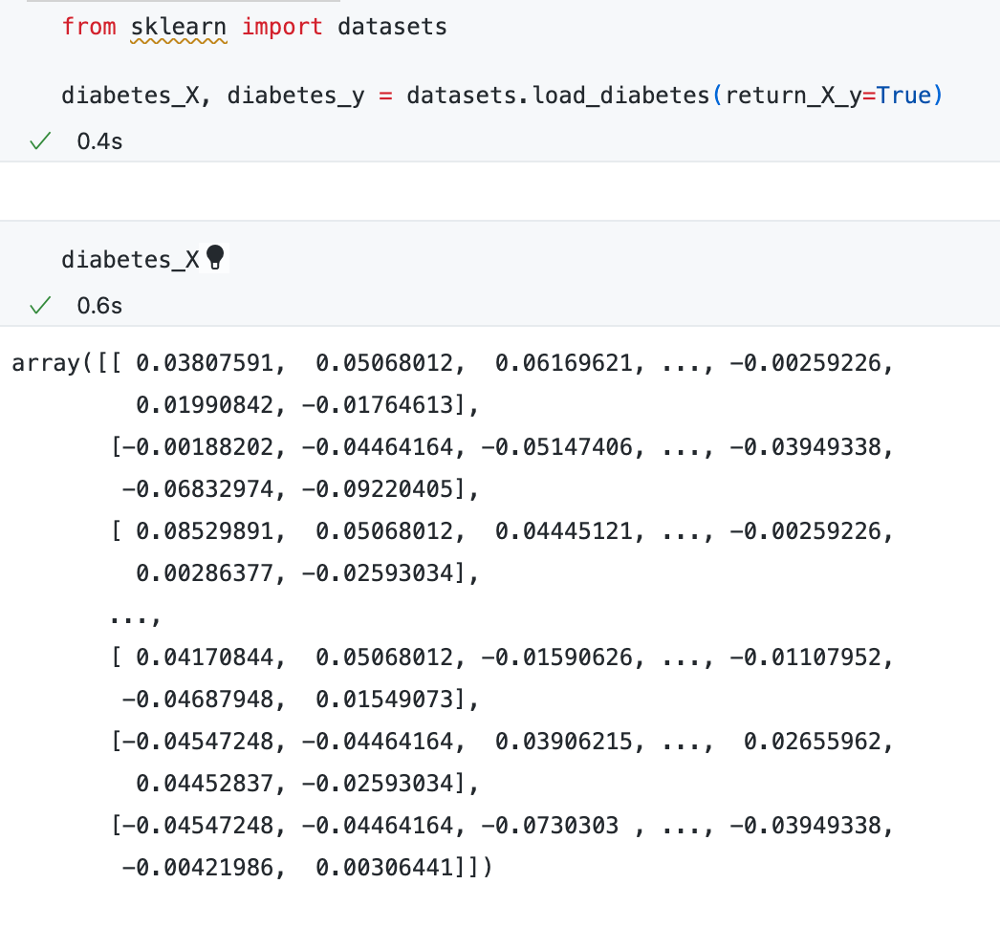 from sklearn import datasets
diabetes_X, diabetes_y = datasets.load_diabetes(return_X_y=True)
0.4s
diabetes_X
0.6s
array([[ 0.03807591,  0.05068012,  0.06169621, ..., -0.00259226,
         0.01990842, -0.01764613],
       [-0.00188202, -0.04464164, -0.05147406, ..., -0.03949338,
        -0.06832974, -0.09220405],
       [ 0.08529891,  0.05068012,  0.04445121, ..., -0.00259226,
         0.00286377, -0.02593034],
       ...,
       [ 0.04170844,  0.05068012, -0.01590626, ..., -0.01107952,
        -0.04687948,  0.01549073],
       [-0.04547248, -0.04464164,  0.03906215, ...,  0.02655962,
         0.04452837, -0.02593034],
       [-0.04547248, -0.04464164, -0.0730303 , ..., -0.03949338,
        -0.00421986,  0.00306441]])